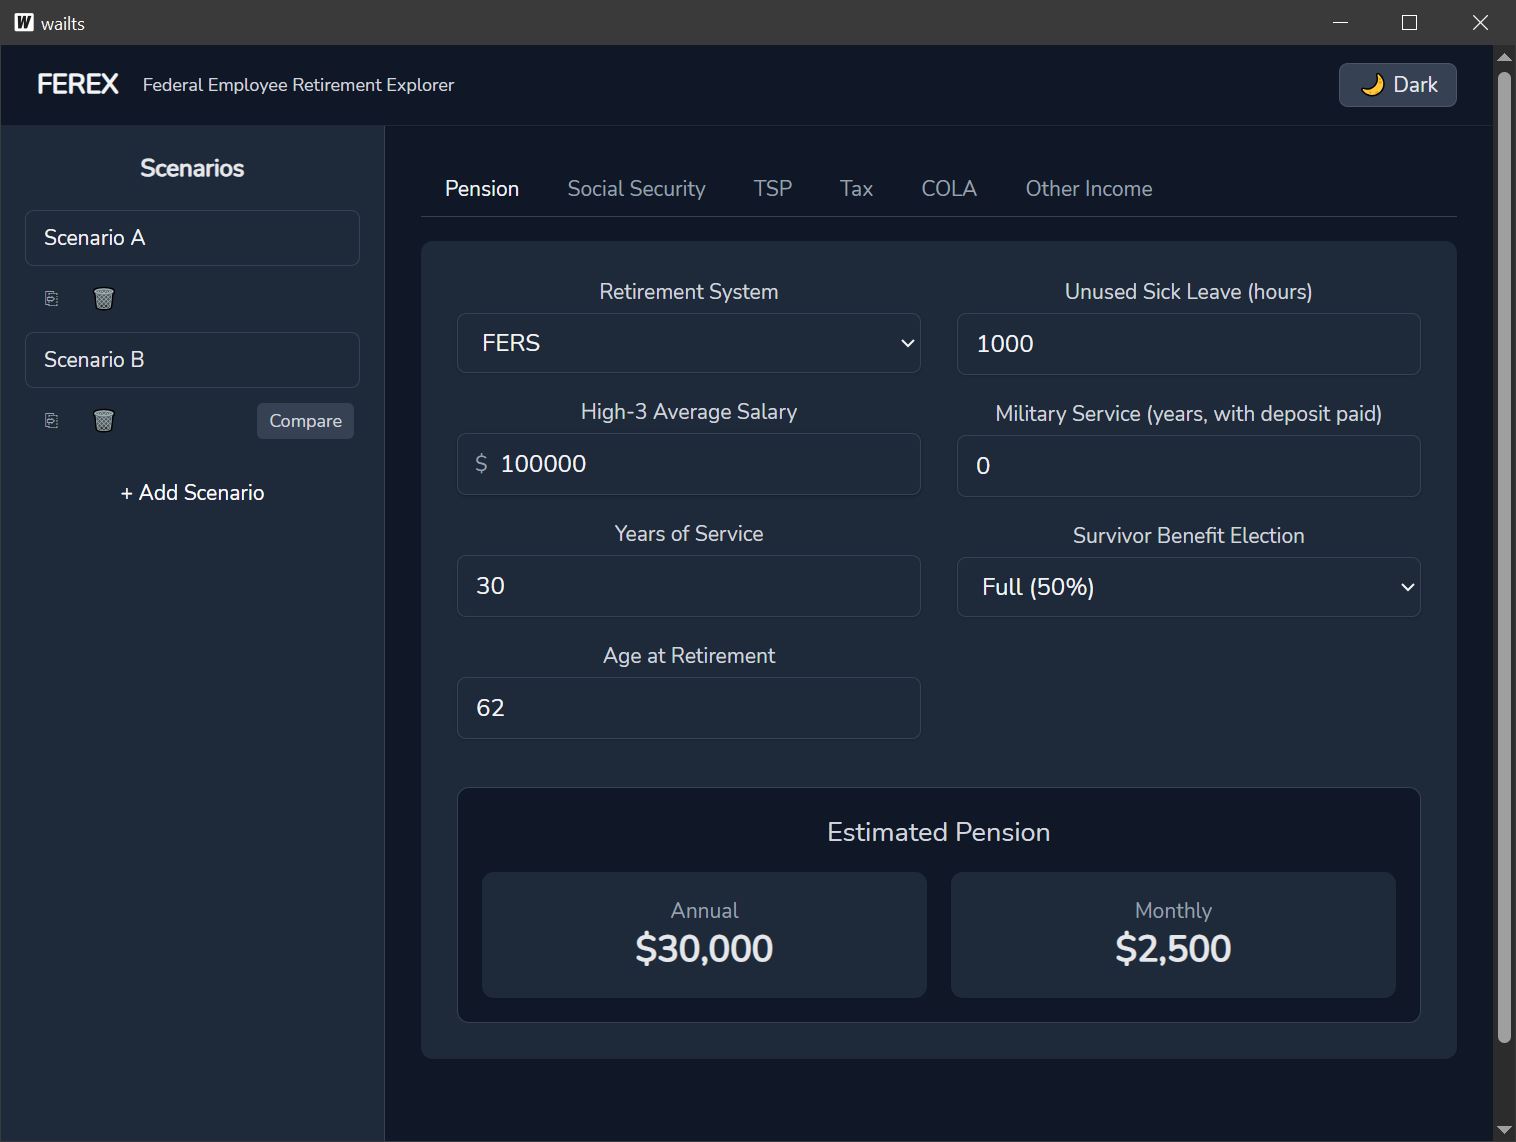 W wailts
FEREX Federal Employee Retirement Explorer
🌙 Dark
Scenarios
Scenario A
Scenario B
Compare
+ Add Scenario
Pension Social Security TSP Tax COLA Other Income
Retirement System
FERS
High-3 Average Salary
$ 100000
Years of Service
30
Age at Retirement
62
Unused Sick Leave (hours)
1000
Military Service (years, with deposit paid)
0
Survivor Benefit Election
Full (50%)
Estimated Pension
Annual
$30,000
Monthly
$2,500